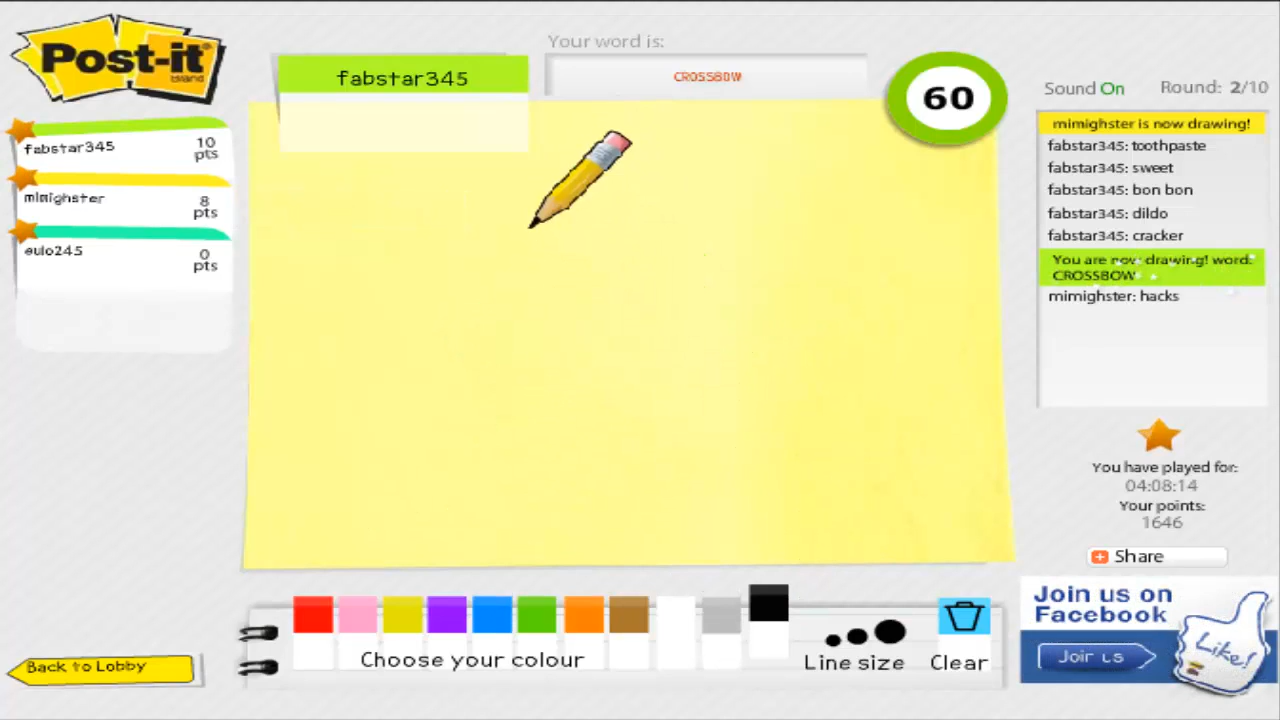 Post-it®
Island
fabstar345
10
pts
mimighster
8
pts
eulo245
0
pts
fabstar345
Your word is:
CROSSBOW
60
Sound On
Round: 2/10
mimighster is now drawing!
fabstar345: toothpaste
fabstar345: sweet
fabstar345: bon bon
fabstar345: dildo
fabstar345: cracker
You are now drawing! word:
CROSSBOW
mimighster: hacks
You have played for:
04:08:14
Your points:
1646
Share
Join us on
Facebook
Join us
Like!
Choose your colour
Line size
Clear
Back to Lobby